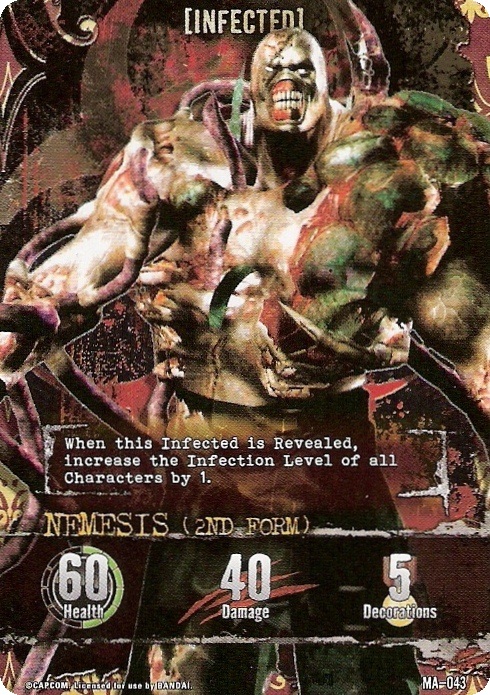 [INFECTED]
When this Infected is Revealed,
increase the Infection Level of all
Characters by 1.
NEMESIS (2ND FORM)
60 40 5
Health Damage Decorations
©CAPCOM. Licensed for use by BANDAI. MA-043